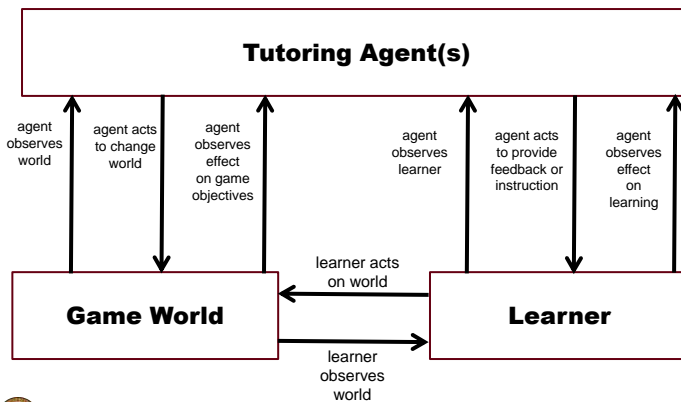 Tutoring Agent(s)
agent
observes
world
agent acts
to change
world
agent
observes
effect
on game
objectives
agent
observes
learner
agent acts
to provide
feedback or
instruction
agent
observes
effect
on
learning
learner acts
on world
Game World
Learner
learner
observes
world